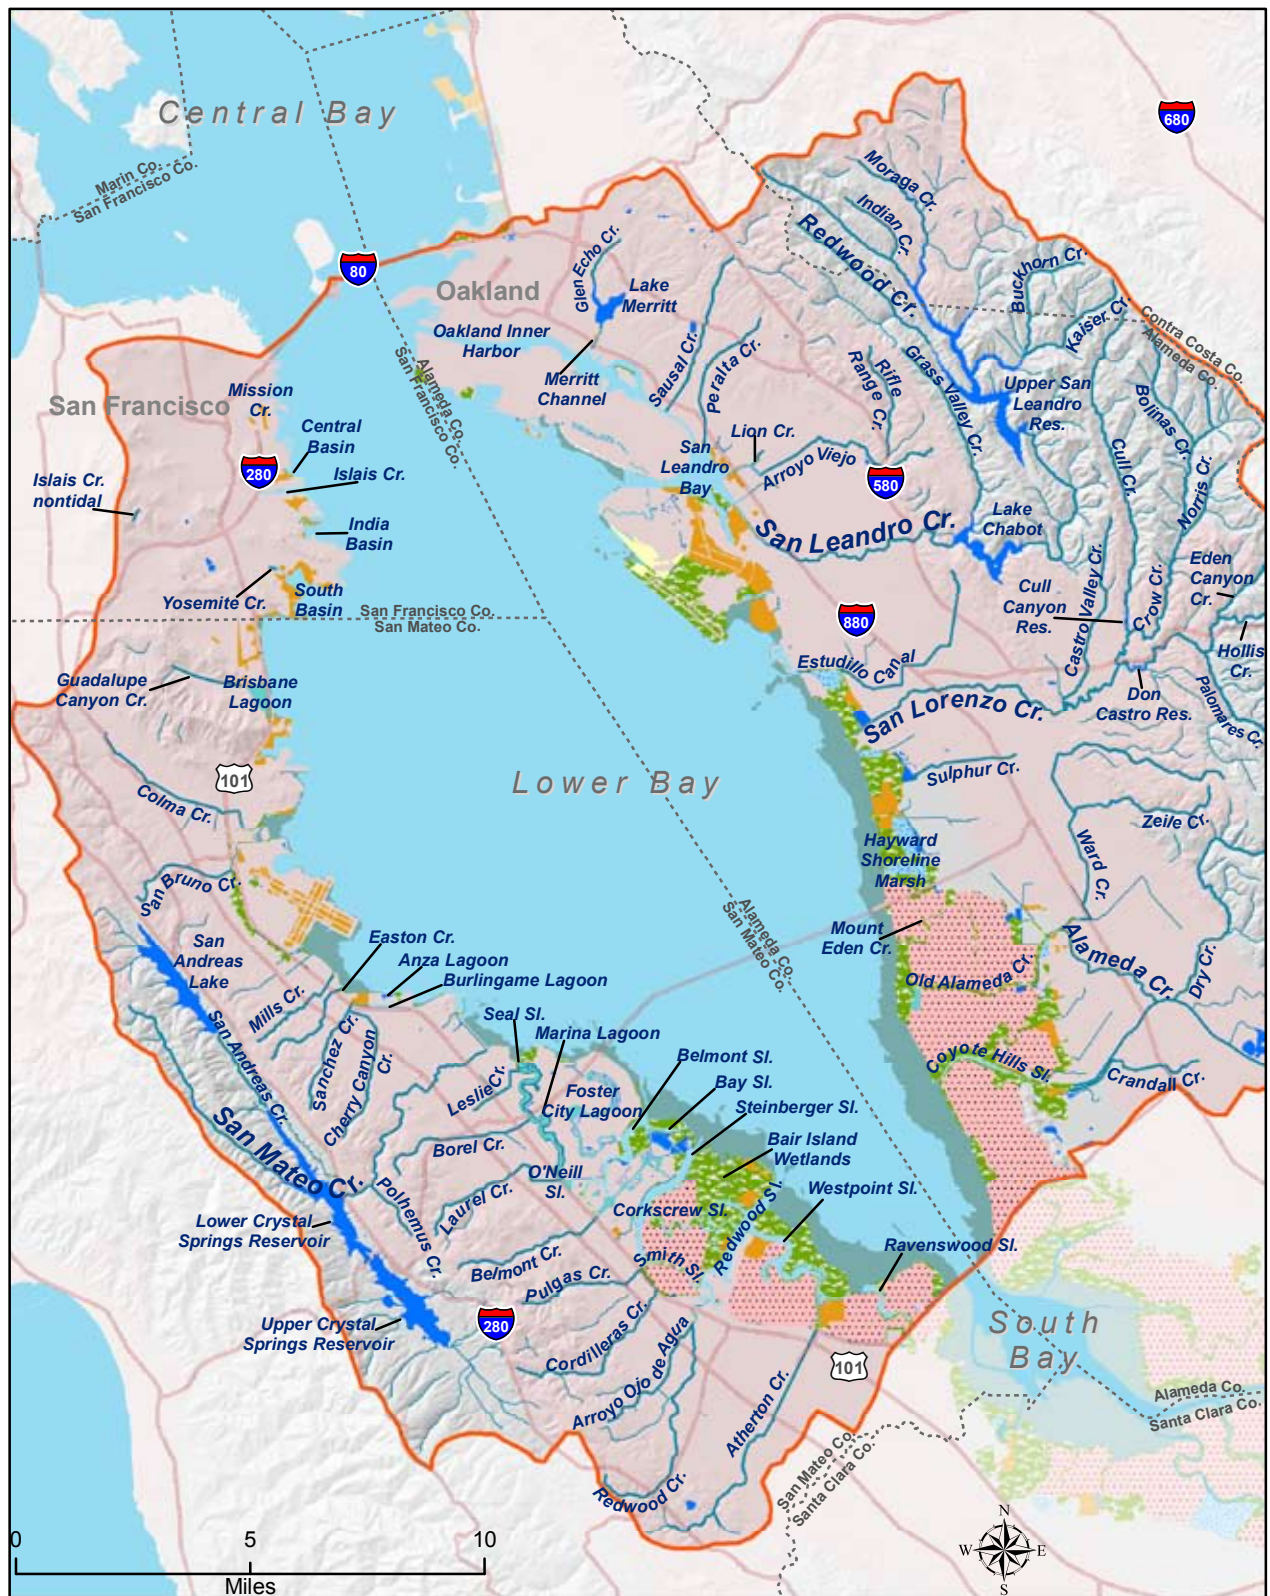 Central Bay
680
Marin Co.
San Francisco Co.
Moraga Cr.
Indian Cr.
Redwood Cr.
Buckhorn Cr.
Glen Echo Cr.
80
Oakland
Lake
Merritt
Kaiser Cr.
Contra Costa Co.
Alameda Co.
Oakland Inner
Harbor
Alameda Co.
San Francisco Co.
Sausal Cr.
Peralta Cr.
Rifle
Range Cr.
Grass Valley Cr.
Merritt
Channel
Upper San
Leandro
Res.
Bolinas Cr.
San Francisco
Mission
Cr.
Central
Basin
Lion Cr.
San
Leandro
Bay
Arroyo Viejo
Cull Cr.
280
Islais Cr.
580
Islais Cr.
nontidal
Norris Cr.
India
Basin
San Leandro Cr.
Lake
Chabot
Eden
Canyon
Cr.
Yosemite Cr.
South
Basin
San Francisco Co.
San Mateo Co.
880
Cull
Canyon
Res.
Castro Valley Cr.
Crow Cr.
Hollis
Cr.
Estudillo Canal
Guadalupe
Canyon Cr.
Brisbane
Lagoon
San Lorenzo Cr.
Don
Castro Res.
Palomares Cr.
101
Lower Bay
Sulphur Cr.
Colma Cr.
Zeile Cr.
Ward Cr.
Hayward
Shoreline
Marsh
San Bruno Cr.
Alameda Co.
San Mateo Co.
Mount
Eden Cr.
San
Andreas
Lake
Easton Cr.
Anza Lagoon
Burlingame Lagoon
Alameda Cr.
Old Alameda Cr.
Dry Cr.
Mills Cr.
Seal Sl.
Marina Lagoon
San Andreas Cr.
Sanchez Cr.
Cherry Canyon
Cr.
Leslie Cr.
Foster
City Lagoon
Belmont Sl.
Bay Sl.
Steinberger Sl.
Coyote Hills Sl.
Crandall Cr.
San Mateo Cr.
Borel Cr.
Bair Island
Wetlands
O'Neill
Sl.
Westpoint Sl.
Polhemus Cr.
Laurel Cr.
Corkscrew Sl.
Redwood Sl.
Lower Crystal
Springs Reservoir
Ravenswood Sl.
Belmont Cr.
Smith Sl.
Pulgas Cr.
Upper Crystal
Springs Reservoir
280
Cordilleras Cr.
South
Bay
Arroyo Ojo de Agua
101
Atherton Cr.
Alameda Co.
Santa Clara Co.
San Mateo Co.
Santa Clara Co.
Redwood Cr.
0 5 10
Miles
N
W E
S